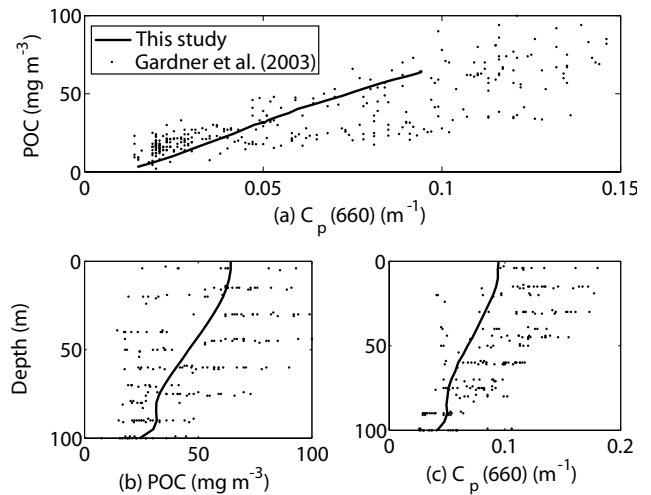 This study
Gardner et al. (2003)
POC (mg m-3)
100
50
0
0
0.05
0.1
0.15
(a) C p (660) (m-1)
Depth (m)
0
50
100
0
50
100
(b) POC (mg m-3)
0
50
100
0
0.1
0.2
(c) C p (660) (m-1)